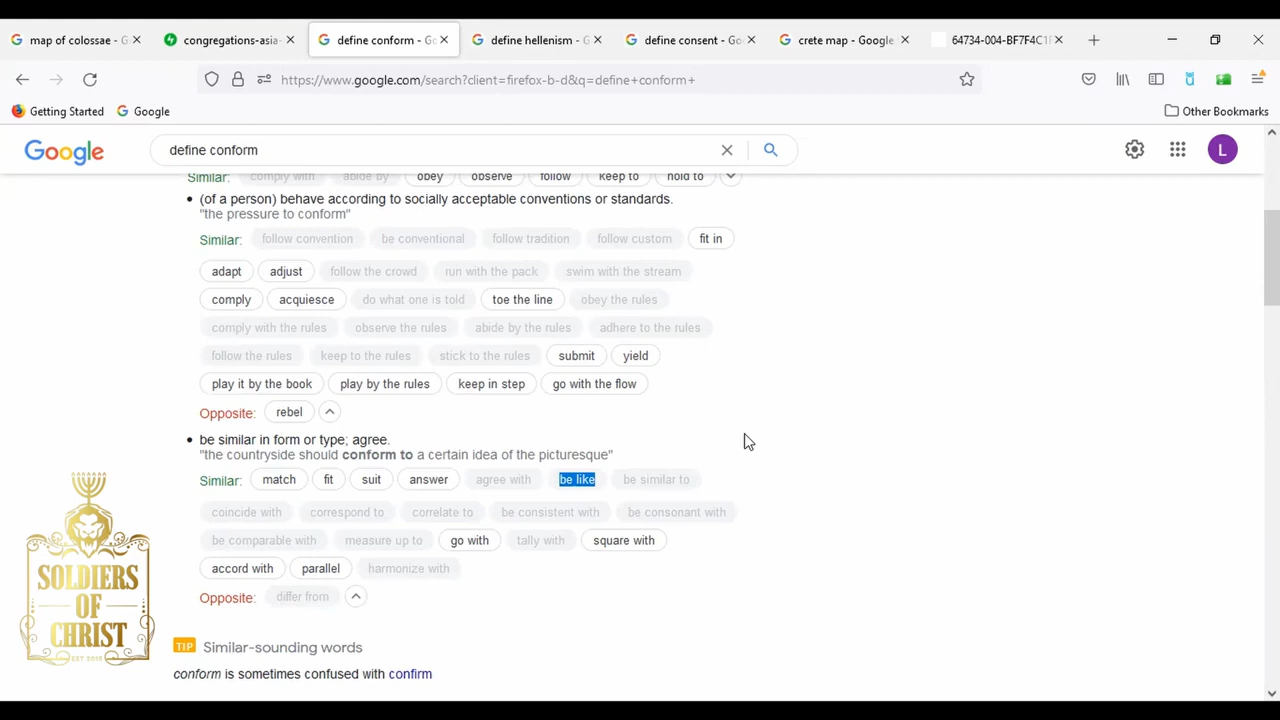 map of colossae - Go
congregations-asia-
define conform - Go
define hellenism - G
define consent - Goo
crete map - Google
64734-004-BF7F4C1F
https://www.google.com/search?client=firefox-b-d&q=define+conform+
Getting Started
Google
Other Bookmarks
Google
define conform
L
Similar: comply with abide by obey observe follow keep to hold to
(of a person) behave according to socially acceptable conventions or standards.
"the pressure to conform"
Similar: follow convention be conventional follow tradition follow custom fit in
adapt adjust follow the crowd run with the pack swim with the stream
comply acquiesce do what one is told toe the line obey the rules
comply with the rules observe the rules abide by the rules adhere to the rules
follow the rules keep to the rules stick to the rules submit yield
play it by the book play by the rules keep in step go with the flow
Opposite: rebel
be similar in form or type; agree.
"the countryside should conform to a certain idea of the picturesque"
Similar: match fit suit answer agree with be like be similar to
coincide with correspond to correlate to be consistent with be consonant with
be comparable with measure up to go with tally with square with
accord with parallel harmonize with
Opposite: differ from
TIP Similar-sounding words
conform is sometimes confused with confirm
SOLDIERS
OF
CHRIST